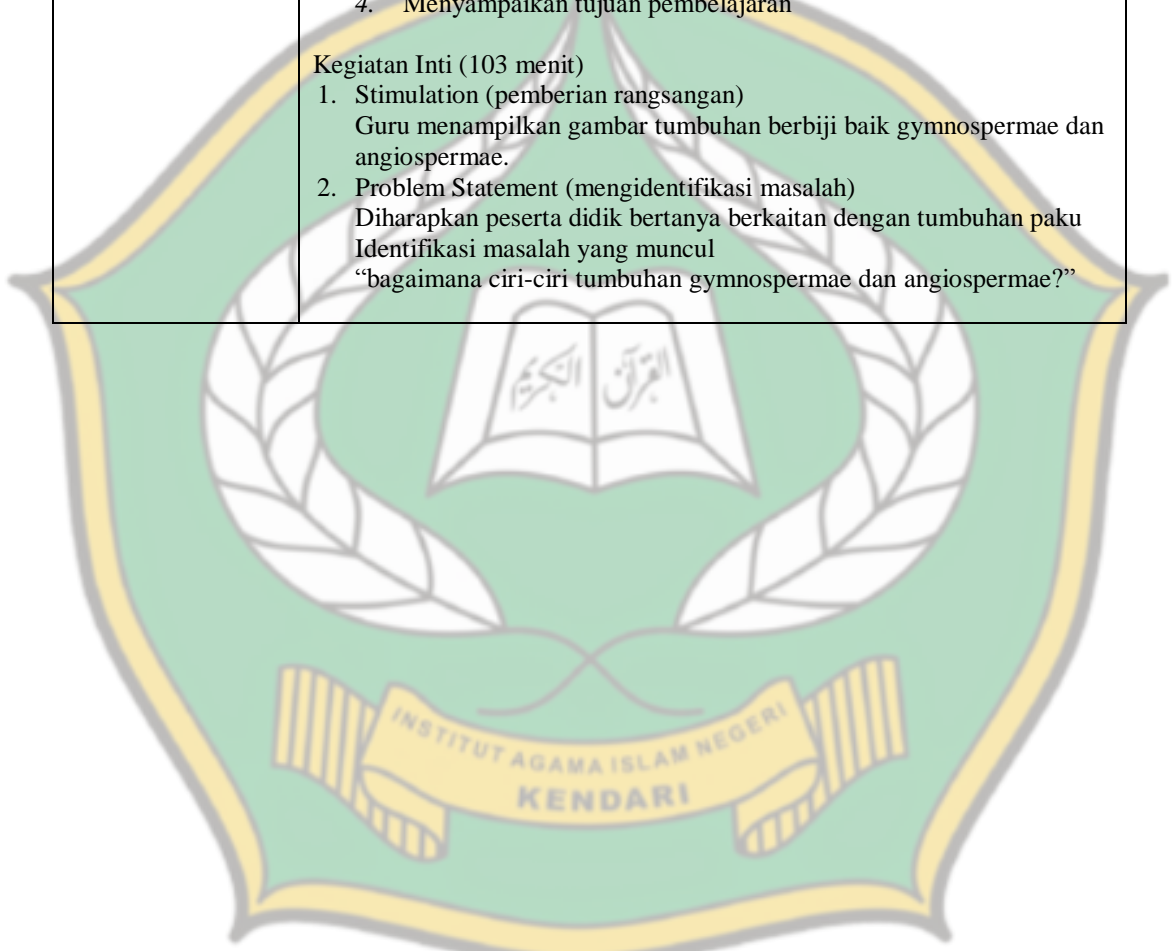 4. Menyampaikan tujuan pembelajaran
Kegiatan Inti (103 menit)
1. Stimulation (pemberian rangsangan)
Guru menampilkan gambar tumbuhan berbiji baik gymnospermae dan
angiospermae.
2. Problem Statement (mengidentifikasi masalah)
Diharapkan peserta didik bertanya berkaitan dengan tumbuhan paku
Identifikasi masalah yang muncul
“bagaimana ciri-ciri tumbuhan gymnospermae dan angiospermae?”
القرآن الكريم
INSTITUT AGAMA ISLAM NEGERI
KENDARI